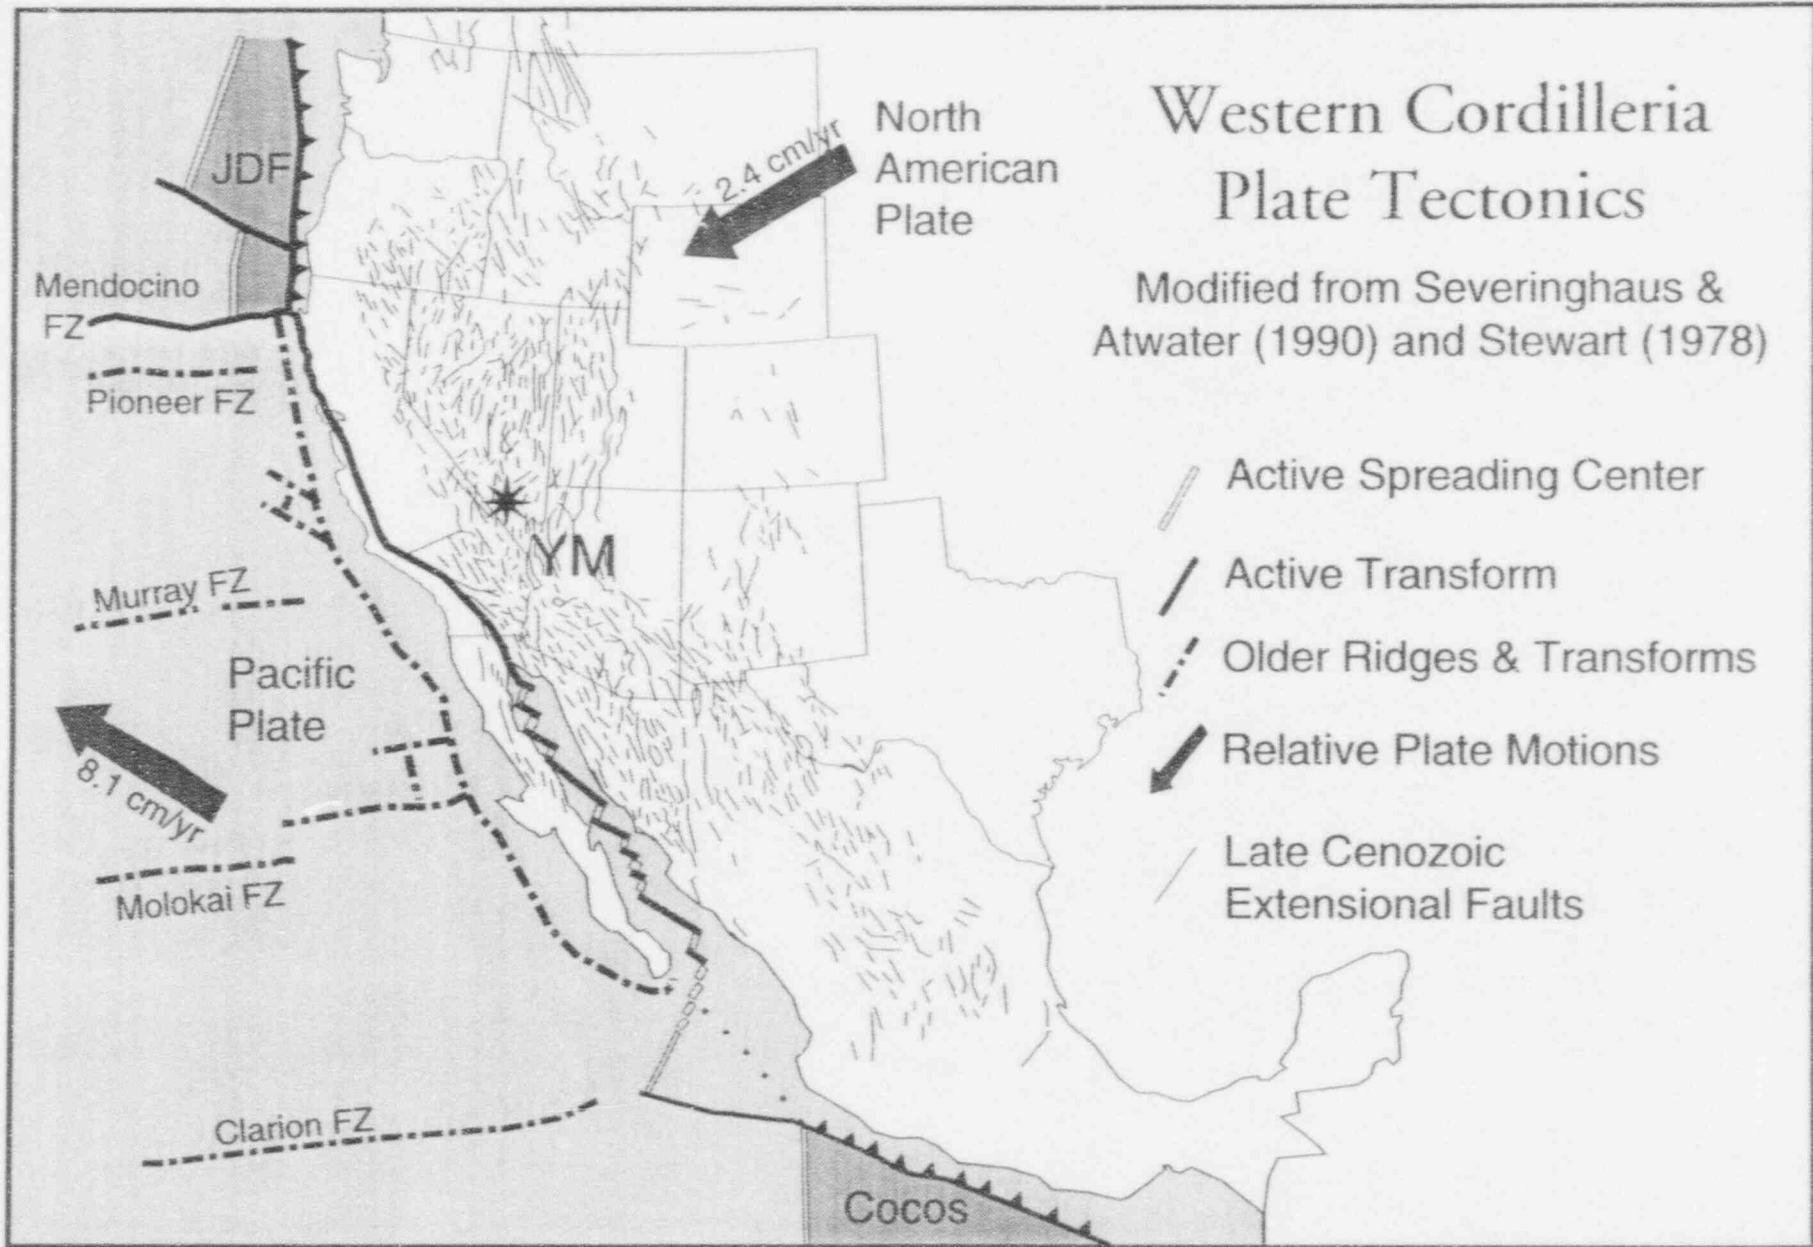 Western Cordilleria
Plate Tectonics
Modified from Severinghaus &
Atwater (1990) and Stewart (1978)
North
American
Plate
2.4 cm/yr
JDF
Mendocino
FZ
Pioneer FZ
YM
Murray FZ
Pacific
Plate
8.1 cm/yr
Molokai FZ
Clarion FZ
Cocos
Active Spreading Center
Active Transform
Older Ridges & Transforms
Relative Plate Motions
Late Cenozoic
Extensional Faults